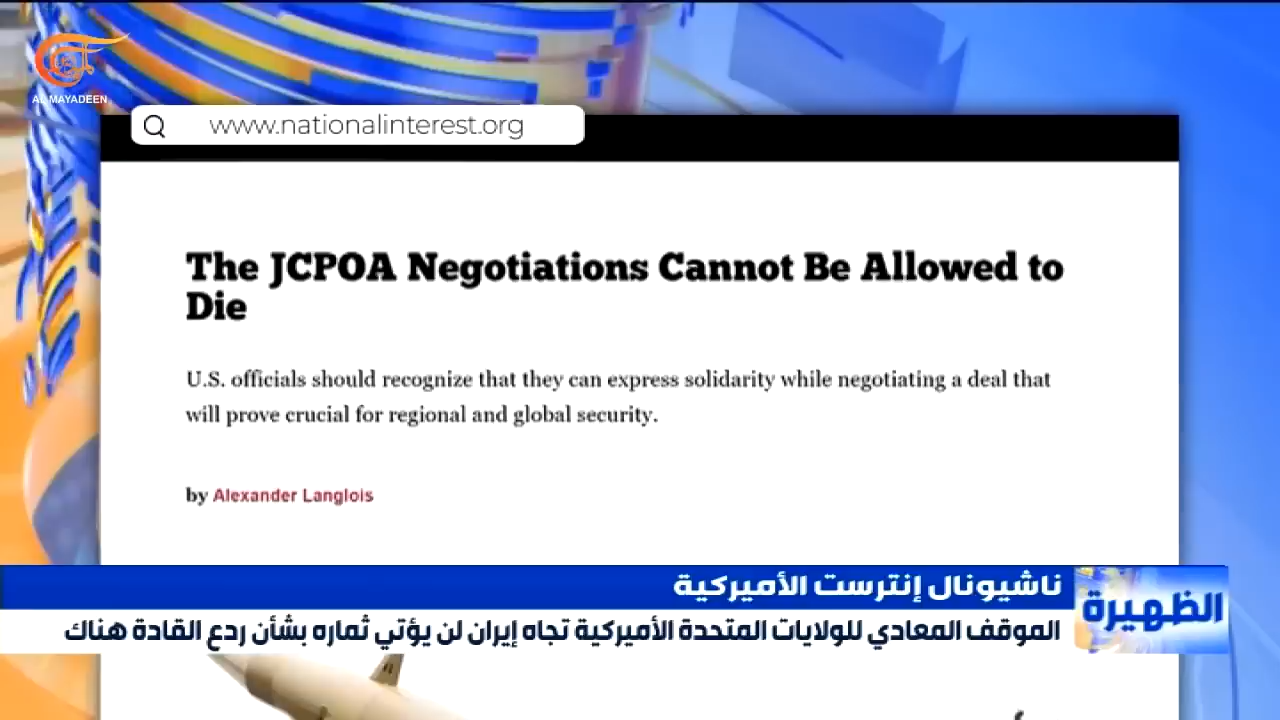 AL MAYADEEN
www.nationalinterest.org
The JCPOA Negotiations Cannot Be Allowed to
Die
U.S. officials should recognize that they can express solidarity while negotiating a deal that
will prove crucial for regional and global security.
by Alexander Langlois
الظهيرة
ناشيونال إنترست الأميركية
الموقف المعادي للولايات المتحدة الأميركية تجاه إيران لن يؤتي ثماره بشأن ردع القادة هناك